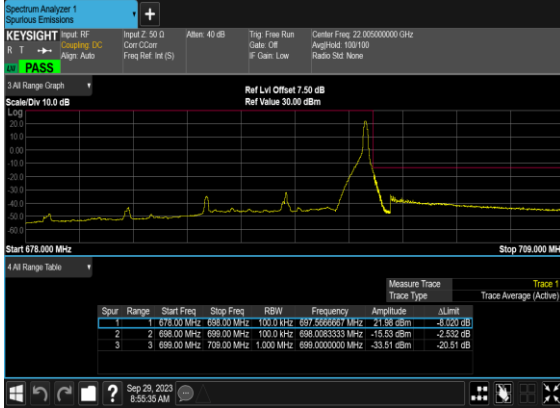 Spectrum Analyzer 1
Spurious Emissions
+
KEYSIGHT Input: RF Input Z: 50 Ω Atten: 40 dB Trig: Free Run Center Freq: 22.005000000 GHz
R T Coupling: DC Corr CCorr Gate: Off Avg|Hold: 100/100
Align: Auto Freq Ref: Int (S) IF Gain: Low Radio Std: None
LXI PASS
3 All Range Graph
Ref Lvl Offset 7.50 dB
Scale/Div 10.0 dB Ref Value 30.00 dBm
Log
20.0
10.0
0.00
-10.0
-20.0
-30.0
-40.0
-50.0
-60.0
Start 678.000 MHz Stop 709.000 MH
4 All Range Table
Measure Trace Trace 1
Trace Type Trace Average (Active)
Spur Range Start Freq Stop Freq RBW Frequency Amplitude ΔLimit
1 1 678.00 MHz 698.00 MHz 100.0 kHz 697.5666667 MHz 21.98 dBm -8.020 dB
2 2 698.00 MHz 699.00 MHz 100.0 kHz 698.0083333 MHz -15.53 dBm -2.532 dB
3 3 699.00 MHz 709.00 MHz 1.000 MHz 699.0000000 MHz -33.51 dBm -20.51 dB
? Sep 29, 2023
8:55:35 AM